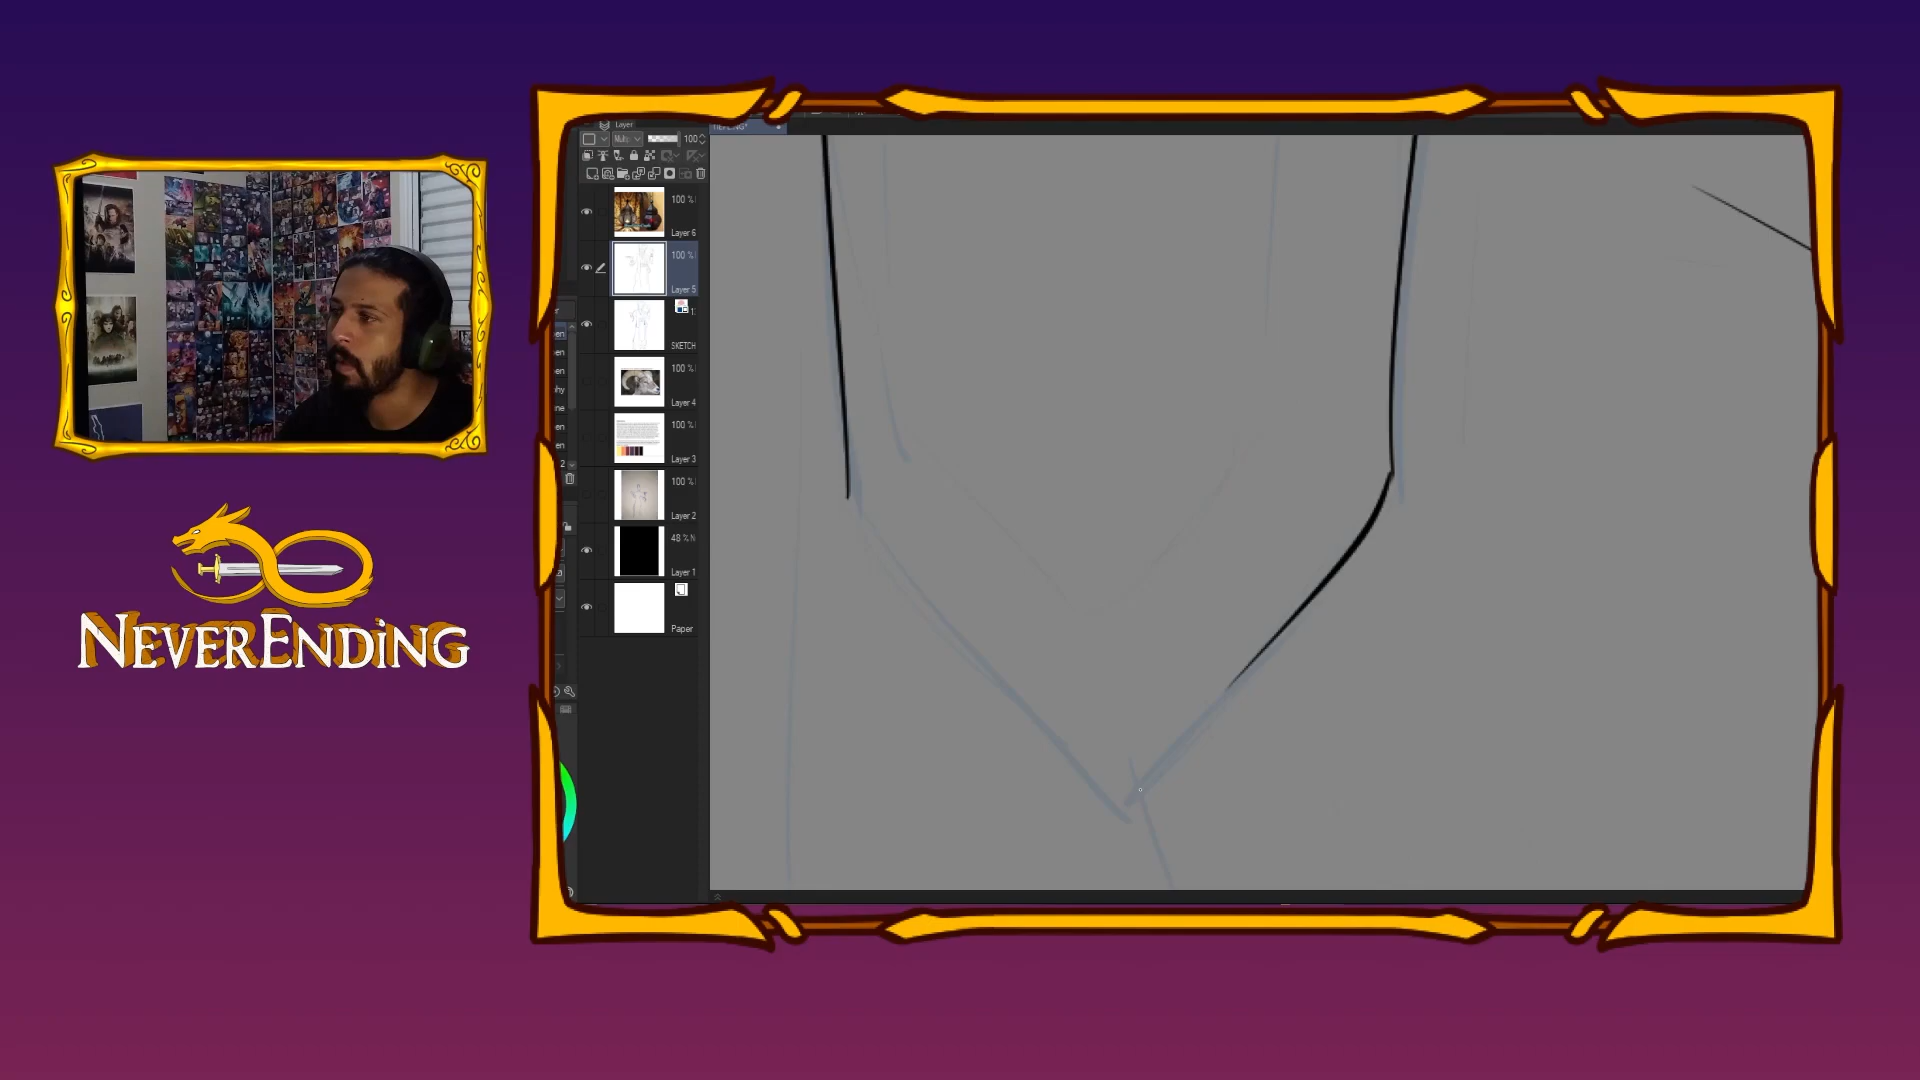 Layer
100
100 %
Layer 6
100 %
Layer 5
SKETCH
100 %
Layer 4
100 %
Layer 3
100 %
Layer 2
48 %
Layer 1
Paper
NEVERENDiNG